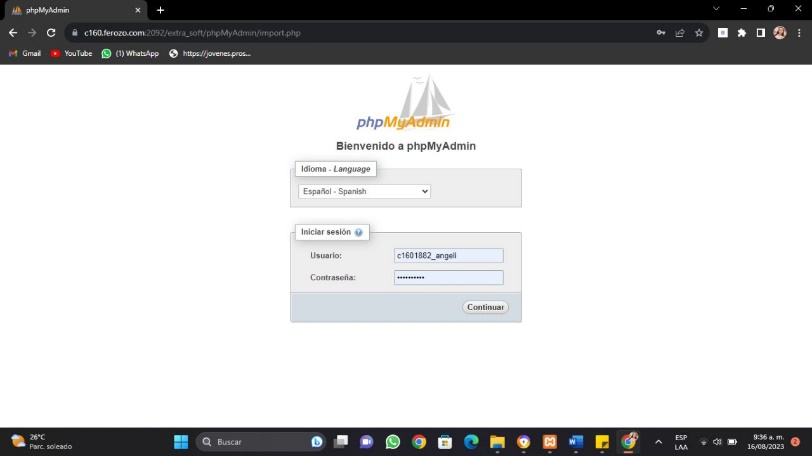 phpMyAdmin
c160.ferozo.com:2092/extra_soft/phpMyAdmin/import.php
Gmail
YouTube
(1) WhatsApp
https://jovenes.pros...
phpMyAdmin
Bienvenido a phpMyAdmin
Idioma - Language
Español - Spanish
Iniciar sesión
Usuario:
c1601882_angeli
Contraseña:
••••••••••
Continuar
26°C
Parc. soleado
Buscar
ESP
LAA
9:36 a. m.
16/08/2023
2